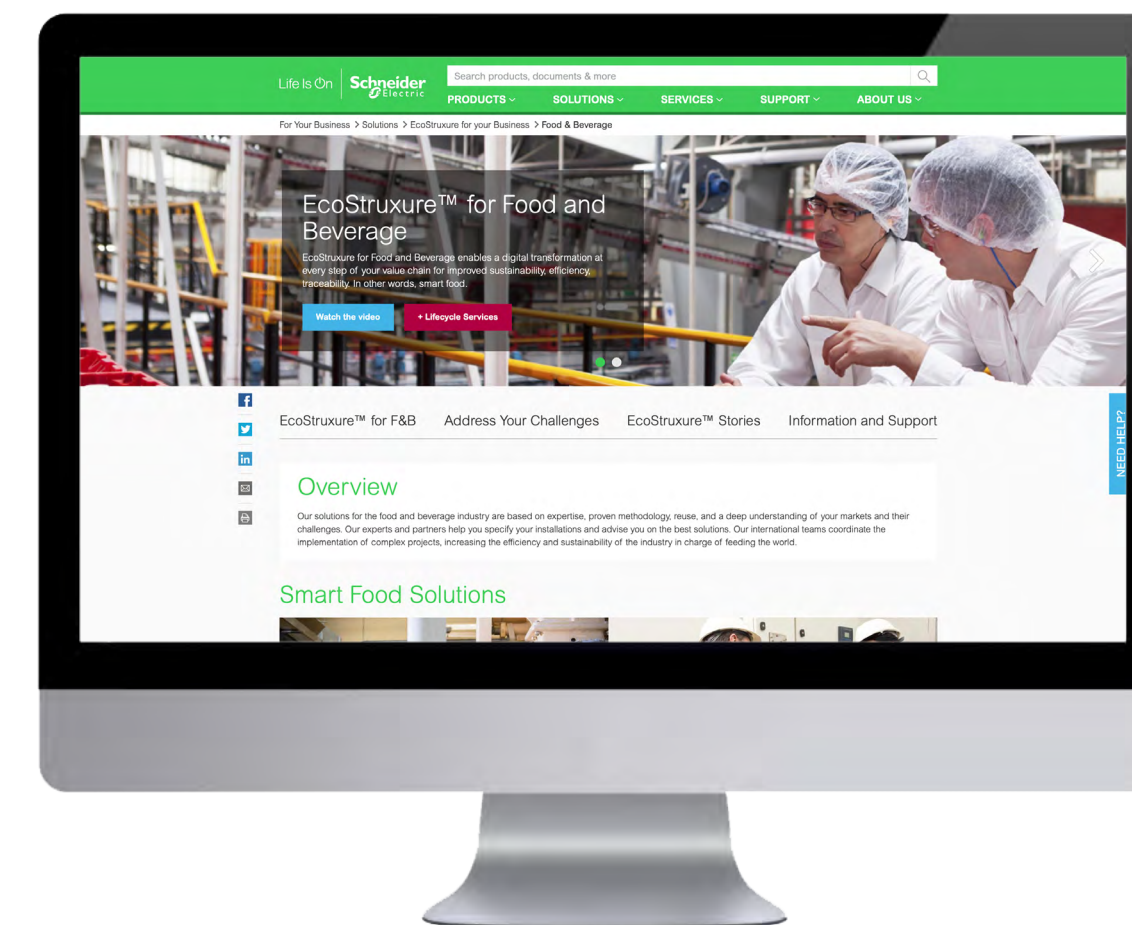 Life Is On
Schneider
Electric
Search products, documents & more
PRODUCTS
SOLUTIONS
SERVICES
SUPPORT
ABOUT US
For Your Business > Solutions > EcoStruxure for your Business > Food & Beverage
EcoStruxure™ for Food and
Beverage
EcoStruxure for Food and Beverage enables a digital transformation at
every step of your value chain for improved sustainability, efficiency,
traceability. In other words, smart food.
Watch the video
+ Lifecycle Services
EcoStruxure™ for F&B
Address Your Challenges
EcoStruxure™ Stories
Information and Support
NEED HELP?
Overview
Our solutions for the food and beverage industry are based on expertise, proven methodology, reuse, and a deep understanding of your markets and their
challenges. Our experts and partners help you specify your installations and advise you on the best solutions. Our international teams coordinate the
implementation of complex projects, increasing the efficiency and sustainability of the industry in charge of feeding the world.
Smart Food Solutions